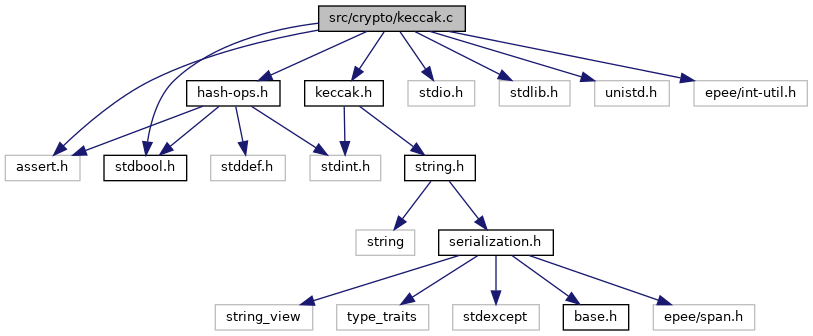 src/crypto/keccak.c
hash-ops.h
keccak.h
stdio.h
stdlib.h
unistd.h
epee/int-util.h
assert.h
stdbool.h
stddef.h
stdint.h
string.h
string
serialization.h
string_view
type_traits
stdexcept
base.h
epee/span.h